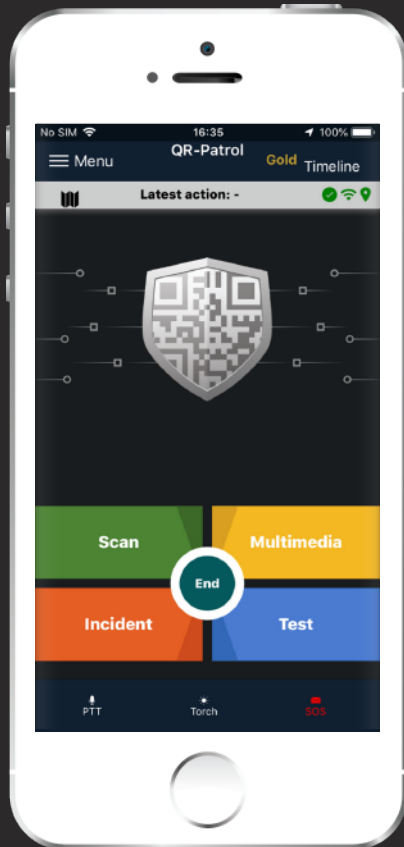 No SIM 16:35 100%
Menu QR-Patrol Gold Timeline
Latest action: -
Scan Multimedia
End
Incident Test
PTT Torch SOS